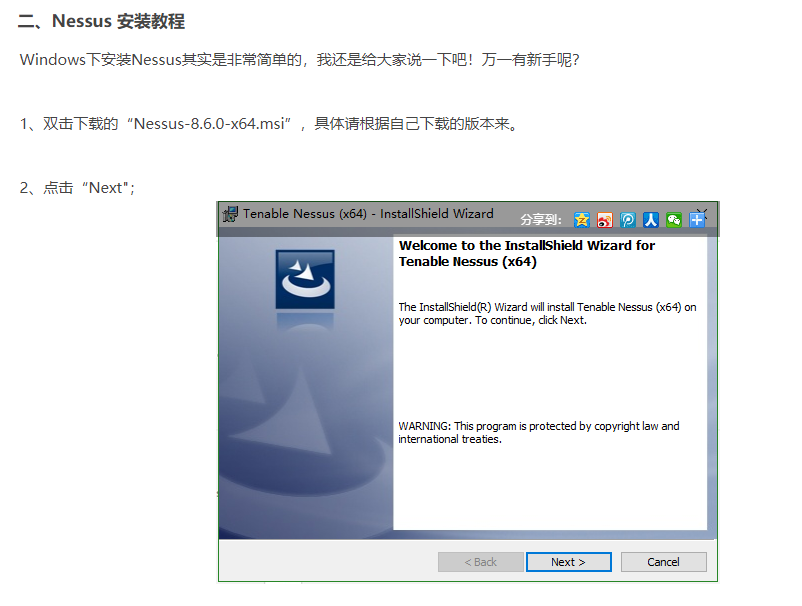 二、Nessus 安装教程
Windows下安装Nessus其实是非常简单的，我还是给大家说一下吧！万一有新手呢？
1、双击下载的“Nessus-8.6.0-x64.msi”，具体请根据自己下载的版本来。
2、点击“Next";
Tenable Nessus (x64) - InstallShield Wizard
分享到:
Welcome to the InstallShield Wizard for
Tenable Nessus (x64)
The InstallShield(R) Wizard will install Tenable Nessus (x64) on
your computer. To continue, click Next.
WARNING: This program is protected by copyright law and
international treaties.
< Back
Next >
Cancel